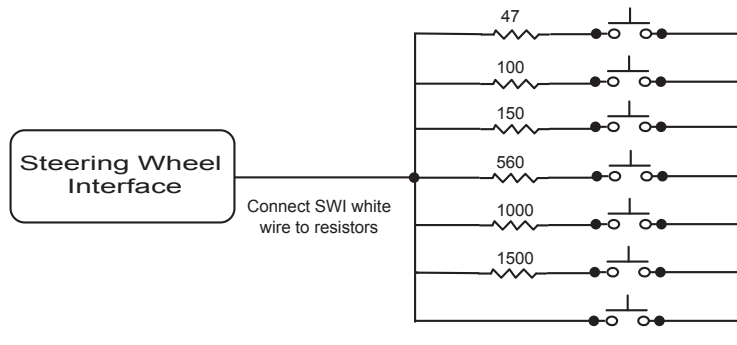 47
100
150
560
1000
1500
Steering Wheel
Interface
Connect SWI white
wire to resistors